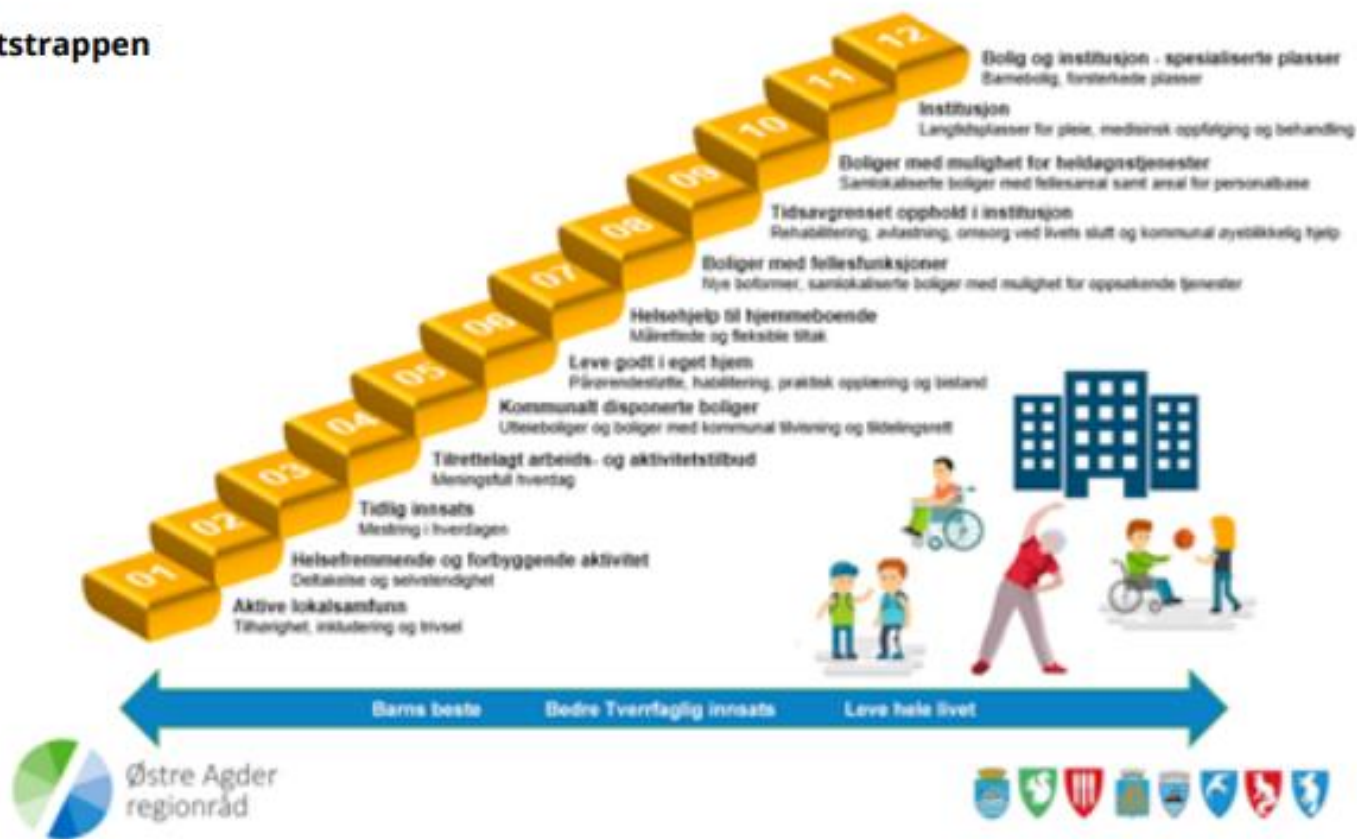 tstrappen
12
Bolig og institusjon - spesialiserte plasser
Barnebolig, forsterkede plasser
11
Institusjon
Langtidsplasser for pleie, medisinsk oppfølging og behandling
10
Boliger med mulighet for heldøgnstjenester
Samlokaliserte boliger med fellesareal samt areal for personalbase
09
Tidsavgrenset opphold i institusjon
Rehabilitering, avlastning, omsorg ved livets slutt og kommunal øyeblikkelig hjelp
08
Boliger med fellesfunksjoner
Nye boformer, samlokaliserte boliger med mulighet for oppsøkende tjenester
07
Helsehjelp til hjemmeboende
Målrettede og fleksible tiltak
06
Leve godt i eget hjem
Pårørendestøtte, habilitering, praktisk opplæring og bistand
05
Kommunalt disponerte boliger
Utleieboliger og boliger med kommunal tilvisning og tildelingsrett
04
Tilrettelagt arbeids- og aktivitetstilbud
Meningsfull hverdag
03
Tidlig innsats
Mestring i hverdagen
02
Helsefremmende og forbyggende aktivitet
Deltakelse og selvstendighet
01
Aktive lokalsamfunn
Tilhørighet, inkludering og trivsel
Barns beste Bedre Tverrfaglig innsats Leve hele livet
Østre Agder
regionråd